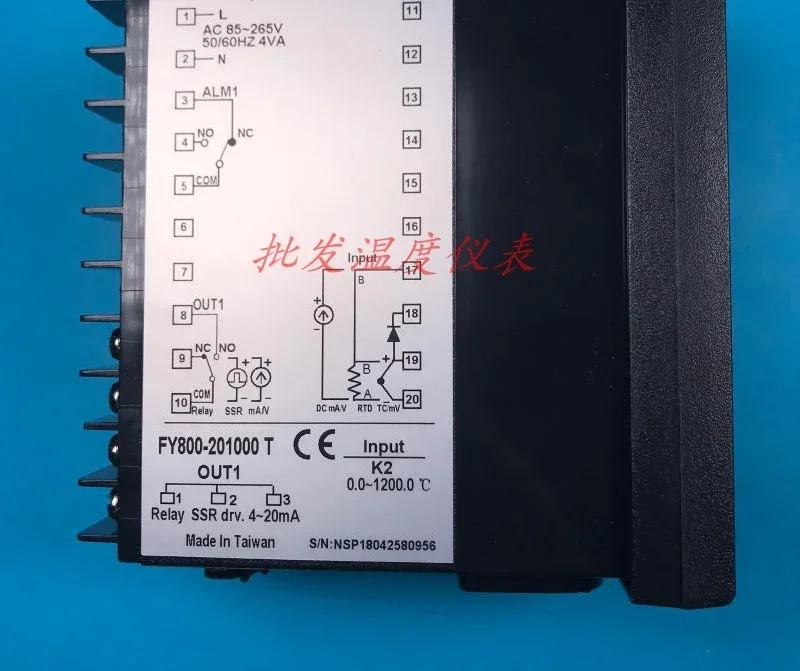 1 L 11
AC 85~265V
50/60HZ 4VA
2 N 12
3 ALM1 13
4 NO NC 14
5 COM 15
6 16
批发温度仪表
7 Input 17
B
8 OUT1 + 18
−
9 NC NO + + B + 19
10 COM − − A − 20
Relay SSR mA/V DC mA/V RTD TC/mV
FY800-201000 T CE Input
K2
OUT1 0.0~1200.0 ℃
1 2 3
Relay SSR drv. 4~20mA
Made In Taiwan S/N:NSP18042580956